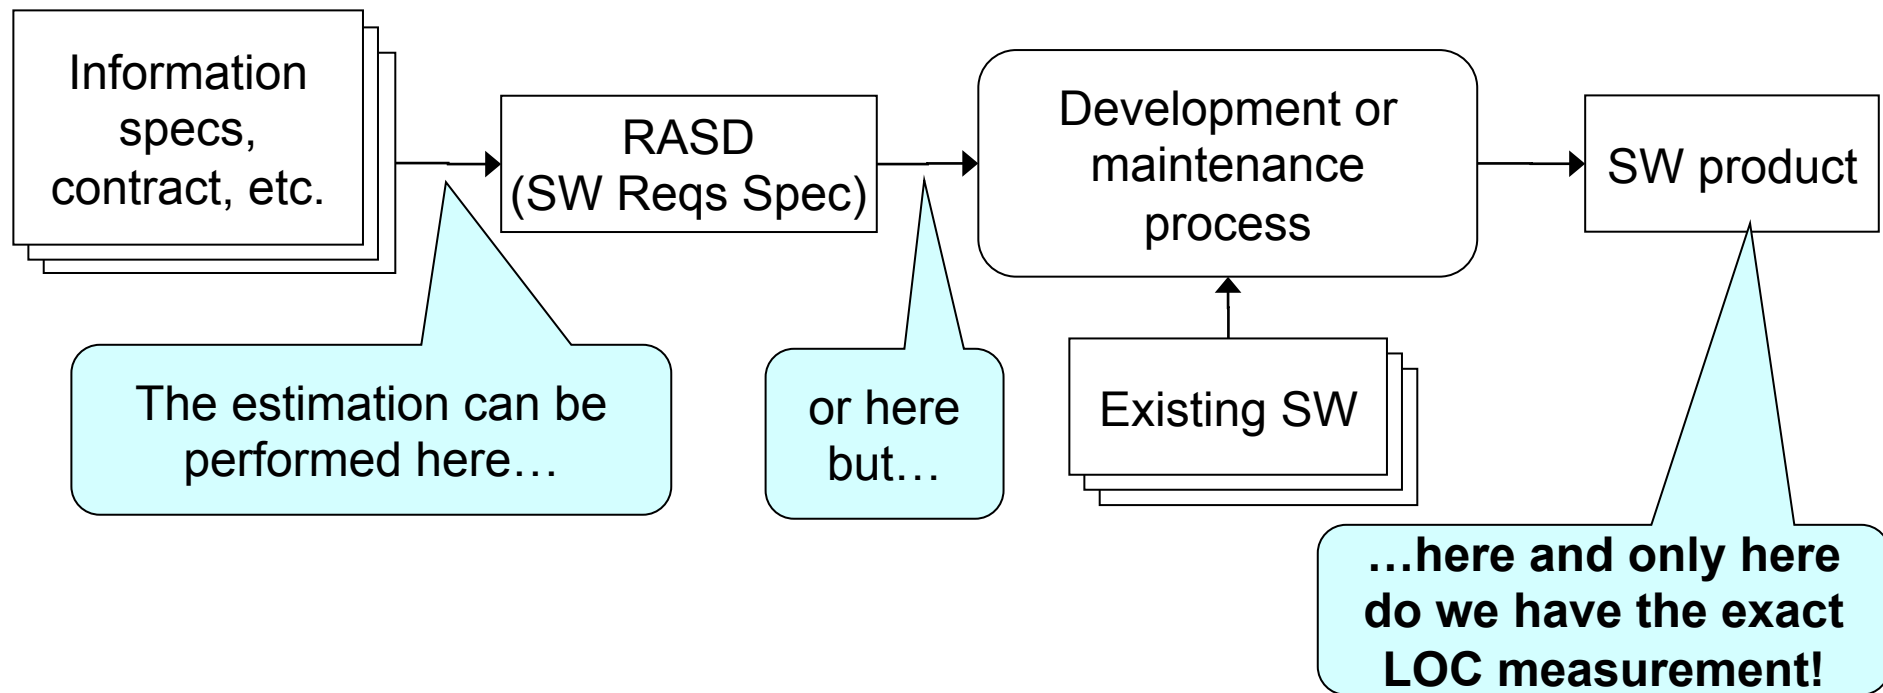 Information
specs,
contract, etc.
RASD
(SW Reqs Spec)
Development or
maintenance
process
SW product
The estimation can be
performed here…
or here
but…
Existing SW
…here and only here
do we have the exact
LOC measurement!